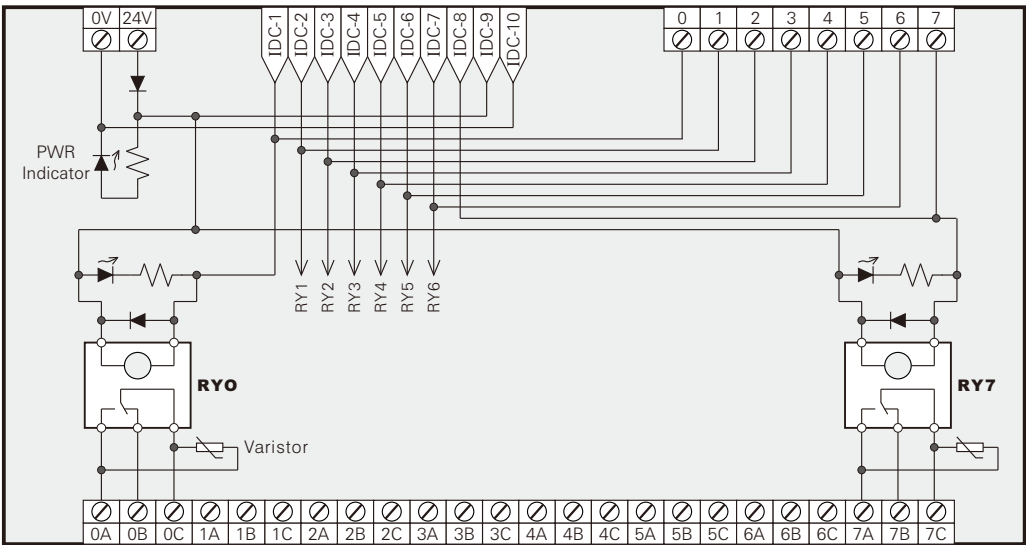 0V 24V
IDC-1 IDC-2 IDC-3 IDC-4 IDC-5 IDC-6 IDC-7 IDC-8 IDC-9 IDC-10
0 1 2 3 4 5 6 7
PWR
Indicator
RY1 RY2 RY3 RY4 RY5 RY6
RY0
RY7
Varistor
0A 0B 0C 1A 1B 1C 2A 2B 2C 3A 3B 3C 4A 4B 4C 5A 5B 5C 6A 6B 6C 7A 7B 7C